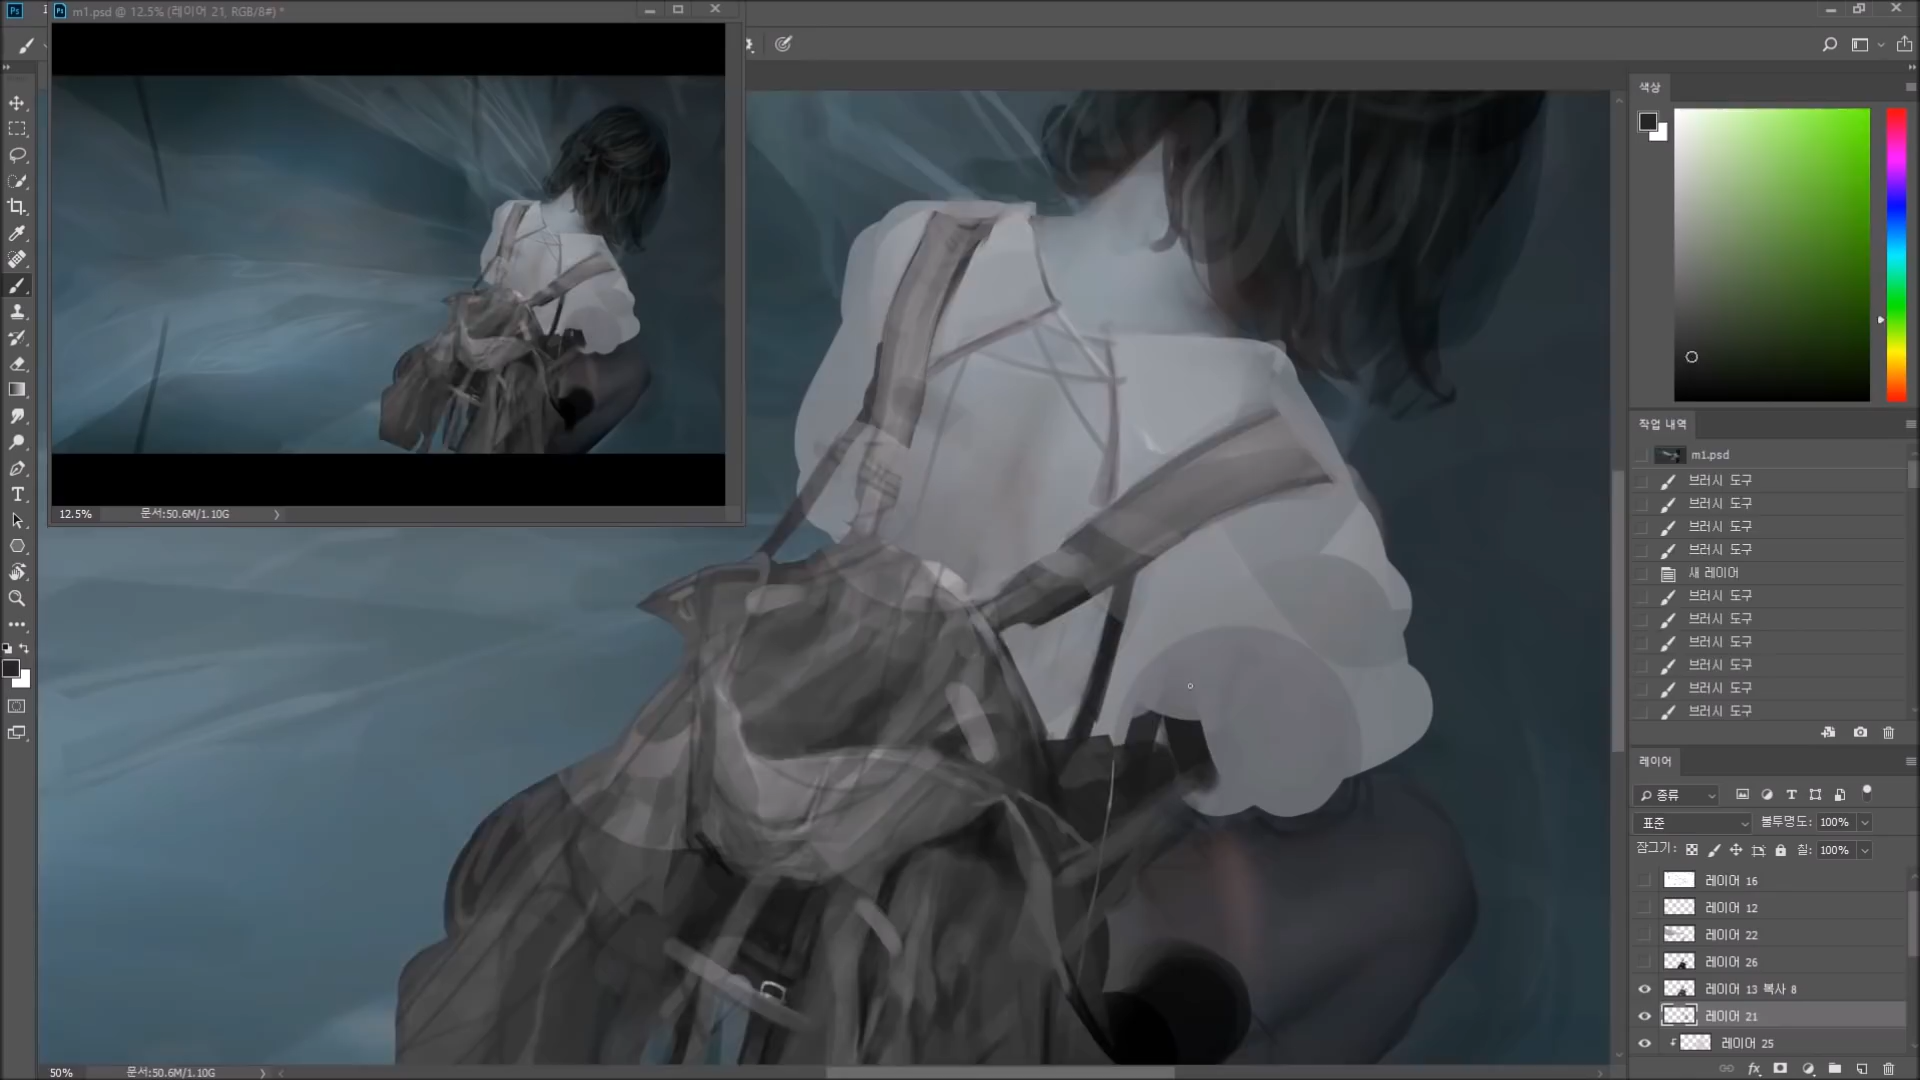 Ps
Ps m1.psd @ 12.5% (레이어 21, RGB/8#) *
12.5% 문서:50.6M/1.10G
T
50% 문서:50.6M/1.10G
색상
작업 내역
m1.psd
브러시 도구
브러시 도구
브러시 도구
브러시 도구
새 레이어
브러시 도구
브러시 도구
브러시 도구
브러시 도구
브러시 도구
브러시 도구
레이어
종류 T
표준 불투명도: 100%
잠그기: 칠: 100%
레이어 16
레이어 12
레이어 22
레이어 26
레이어 13 복사 8
레이어 21
레이어 25
fx